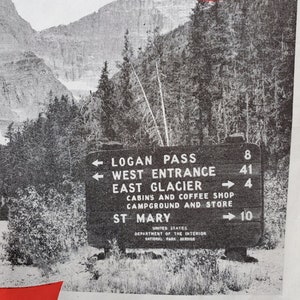 ← LOGAN PASS 8
← WEST ENTRANCE 41
EAST GLACIER → 4
CABINS AND COFFEE SHOP
CAMPGROUND AND STORE
ST MARY → 10
UNITED STATES
DEPARTMENT OF THE INTERIOR
NATIONAL PARK SERVICE